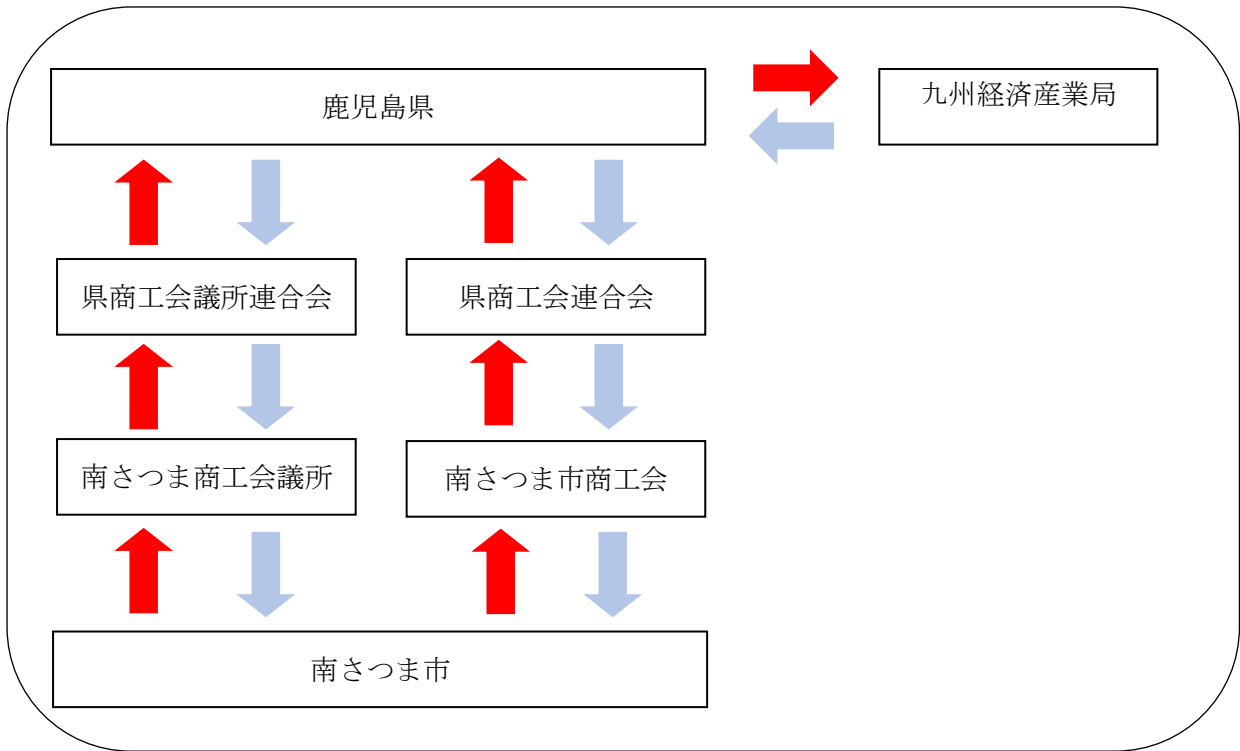 鹿児島県
九州経済産業局
県商工会議所連合会
県商工会連合会
南さつま商工会議所
南さつま市商工会
南さつま市